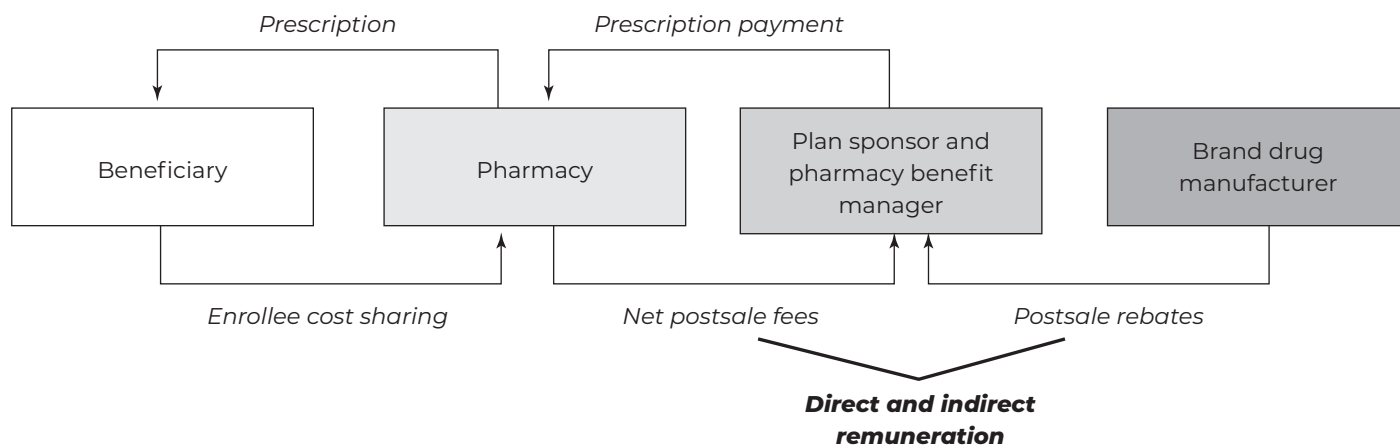 Prescription
Prescription payment
Beneficiary
Pharmacy
Plan sponsor and
pharmacy benefit
manager
Brand drug
manufacturer
Enrollee cost sharing
Net postsale fees
Postsale rebates
Direct and indirect
remuneration